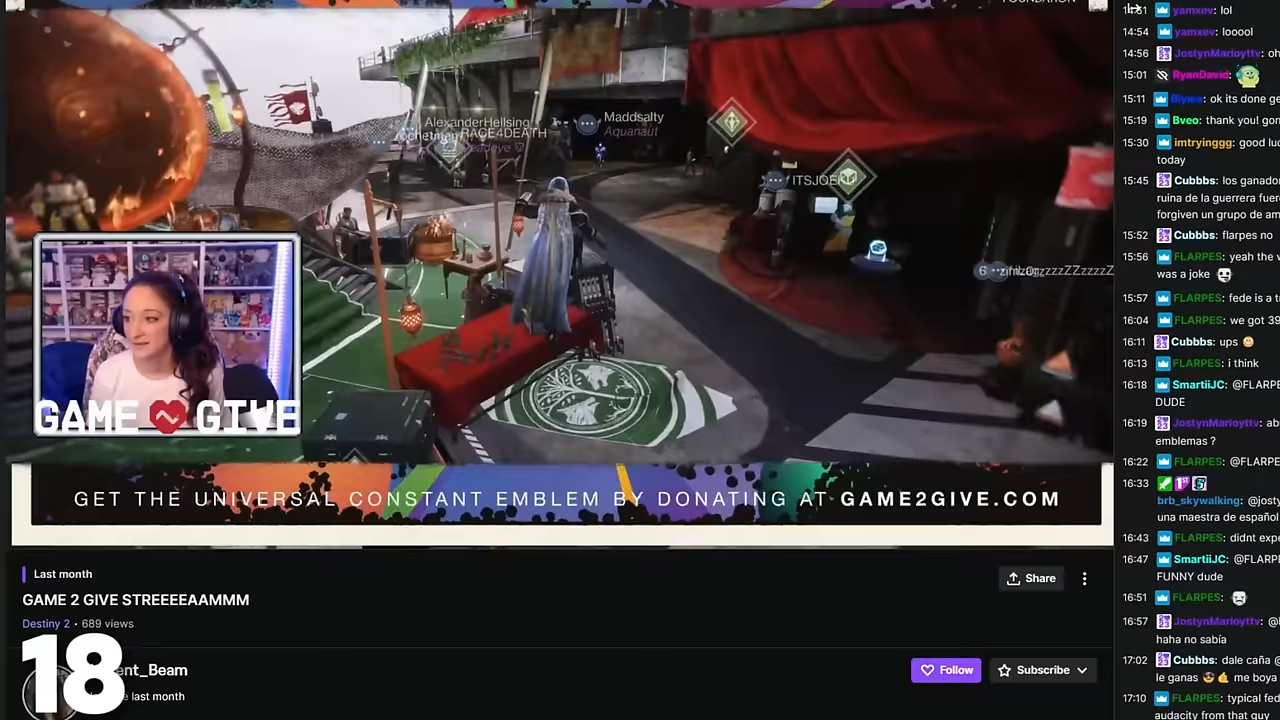 FOUNDATION
AlexanderHellsing
RACE4DEATH
Maddsalty
Aquanaut
GAME GIVE
GET THE UNIVERSAL CONSTANT EMBLEM BY DONATING AT GAME2GIVE.COM
Last month
GAME 2 GIVE STREEEEAAMMM
Destiny 2 • 689 views
Share
18
ent_Beam
last month
Follow
Subscribe
yamxev: lol
14:54 yamxev: looool
14:56 JostynMarloyttv: oh
15:01 RyanDavid:
15:11 ok its done ge
15:19 Bveo: thank you! gon
15:30 imtryinggg: good luc
today
15:45 Cubbbs: los ganado
ruina de la guerrera fuer
forgiven un grupo de am
15:52 Cubbbs: flarpes no
15:56 FLARPES: yeah the w
was a joke
15:57 FLARPES: fede is a t
16:04 FLARPES: we got 39
16:11 Cubbbs: ups
16:13 FLARPES: i think
16:18 SmartiiJC: @FLARPE
DUDE
16:19 JostynMarloyttv: ab
emblemas ?
16:22 FLARPES: @FLARPE
16:33
brb_skywalking: @josty
una maestra de español
16:43 FLARPES: didnt expe
16:47 SmartiiJC: @FLARPE
FUNNY dude
16:51 FLARPES:
16:57 JostynMarloyttv: @
haha no sabía
17:02 Cubbbs: dale caña @
le ganas me boya
17:10 FLARPES: typical fed
audacity from that guy